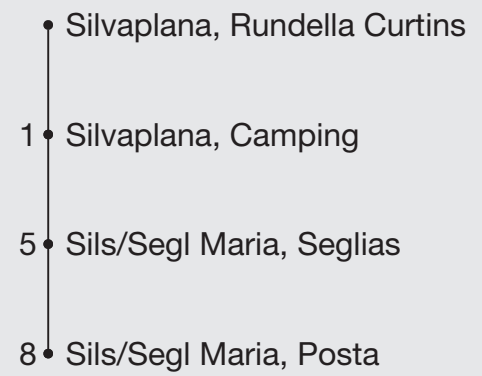 Silvaplana, Rundella Curtins
1 Silvaplana, Camping
5 Sils/Segl Maria, Seglias
8 Sils/Segl Maria, Posta